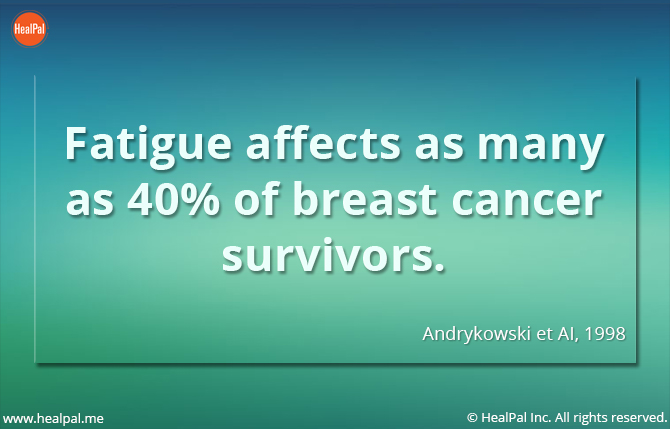 HealPal
Fatigue affects as many
as 40% of breast cancer
survivors.
Andrykowski et AI, 1998
www.healpal.me
© HealPal Inc. All rights reserved.